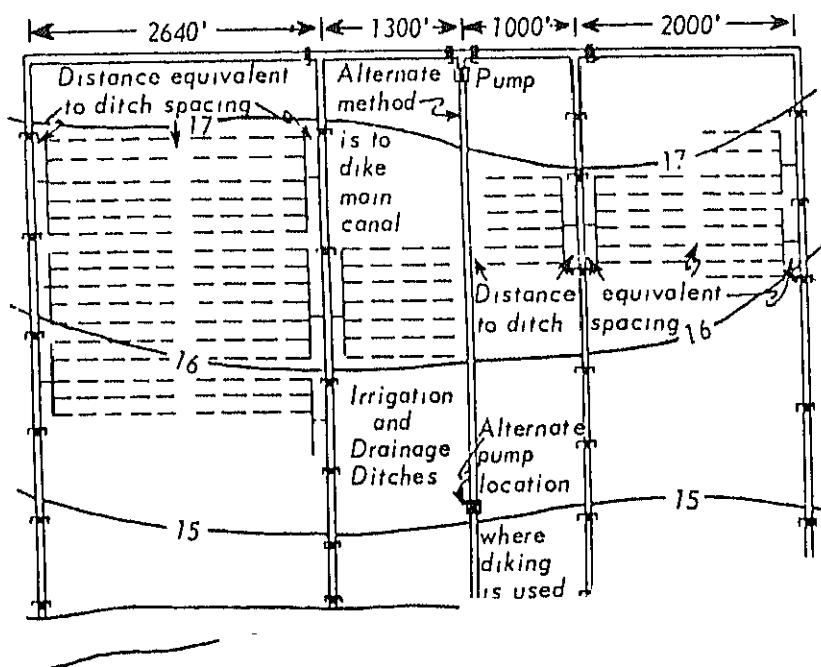 2640'
1300'
1000'
2000'
Distance equivalent
to ditch spacing
17
Alternate
method
is to
dike
main
canal
Pump
17
Distance equivalent
to ditch spacing
16
16
Irrigation
and
Drainage
Ditches
Alternate
pump
location
15
15
where
diking
is used